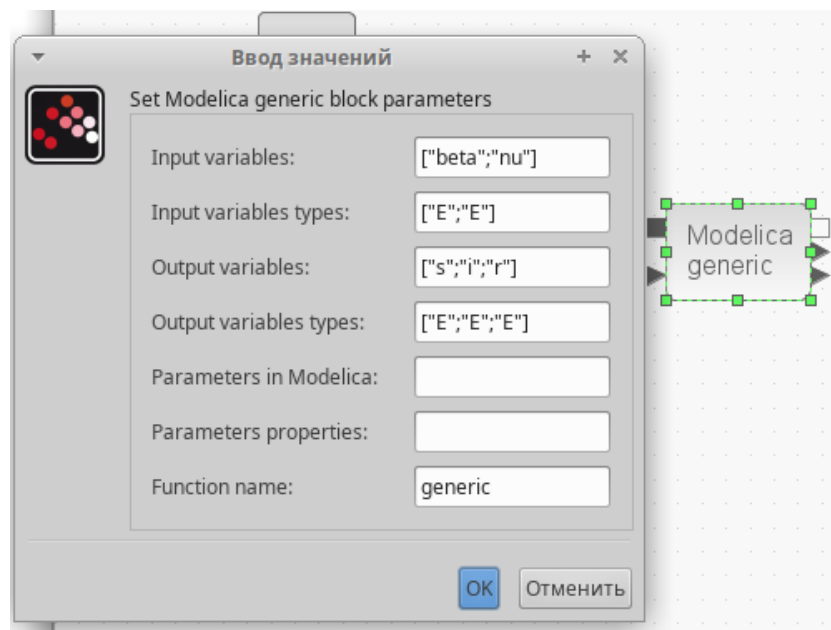 Ввод значений
Set Modelica generic block parameters
Input variables: ["beta";"nu"]
Input variables types: ["E";"E"]
Output variables: ["s";"i";"r"]
Output variables types: ["E";"E";"E"]
Parameters in Modelica:
Parameters properties:
Function name: generic
OK Отменить
Modelica
generic